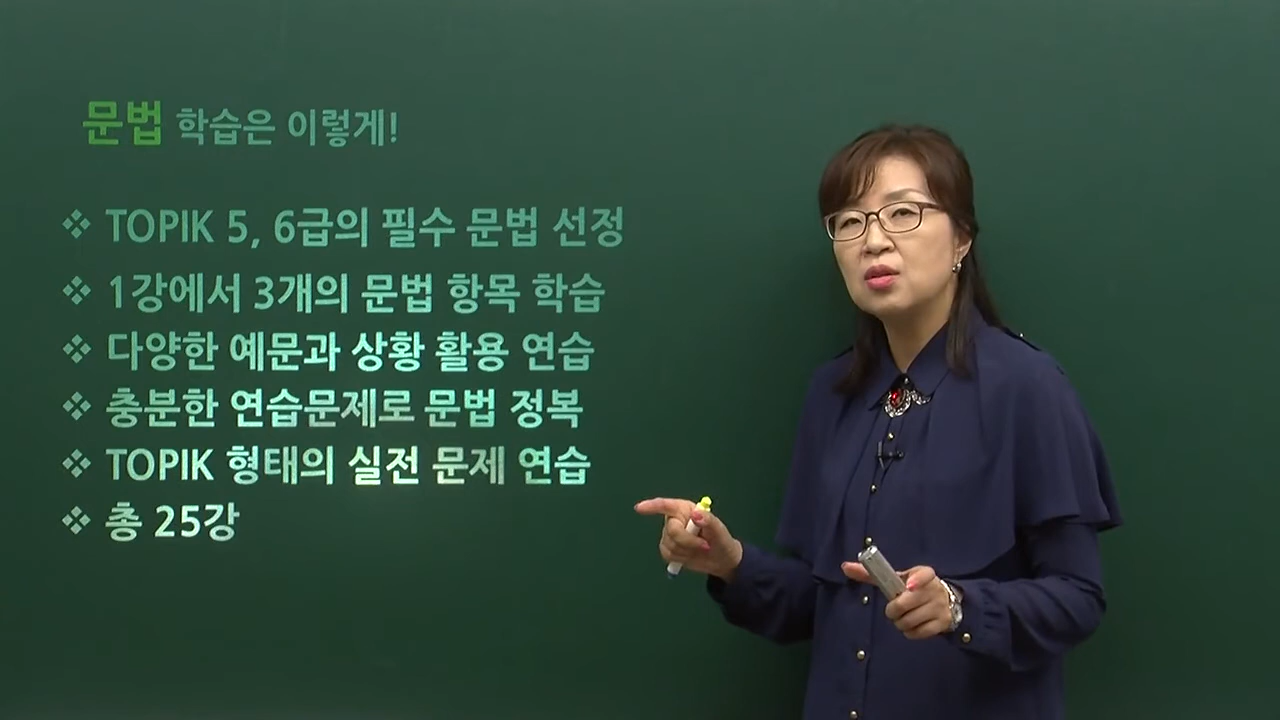 문법 학습은 이렇게!
❖ TOPIK 5, 6급의 필수 문법 선정
❖ 1강에서 3개의 문법 항목 학습
❖ 다양한 예문과 상황 활용 연습
❖ 충분한 연습문제로 문법 정복
❖ TOPIK 형태의 실전 문제 연습
❖ 총 25강